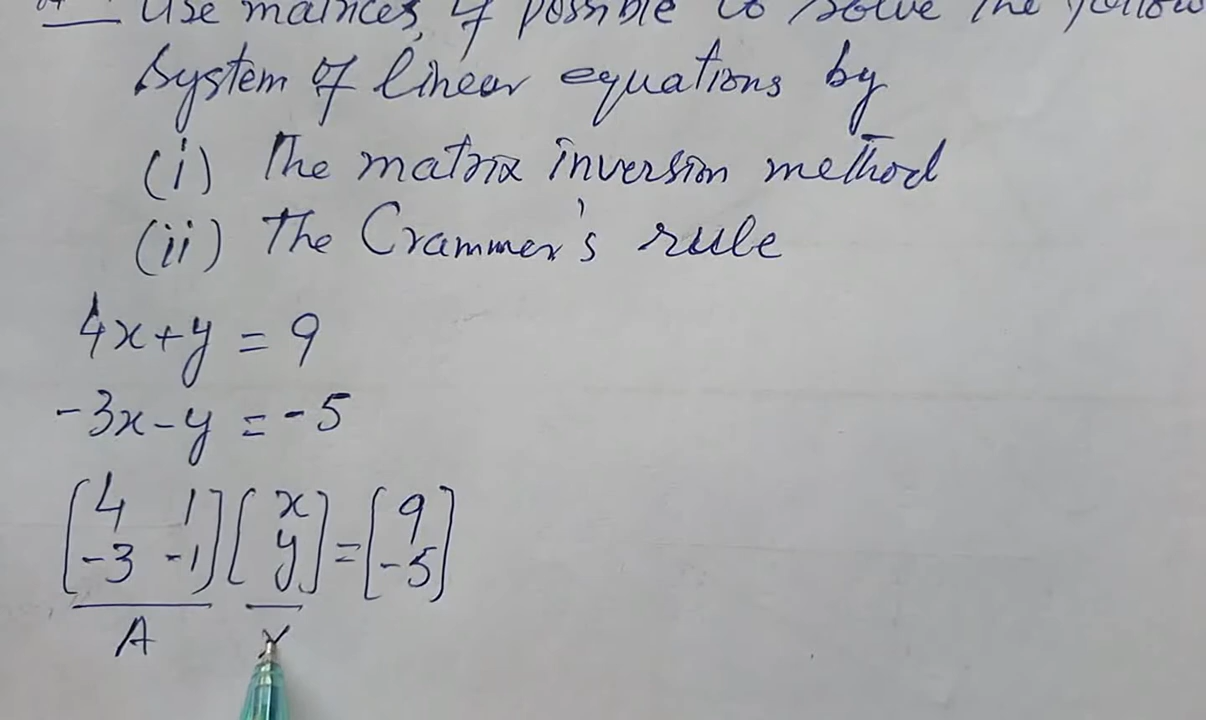 Use matrices, if possible to solve the follow
System of linear equations by
(i) The matrix inversion method
(ii) The Crammer's rule
4x+y = 9
-3x-y = -5
[4 1] [x] = [9]
[-3 -1] [y] [-5]
A X